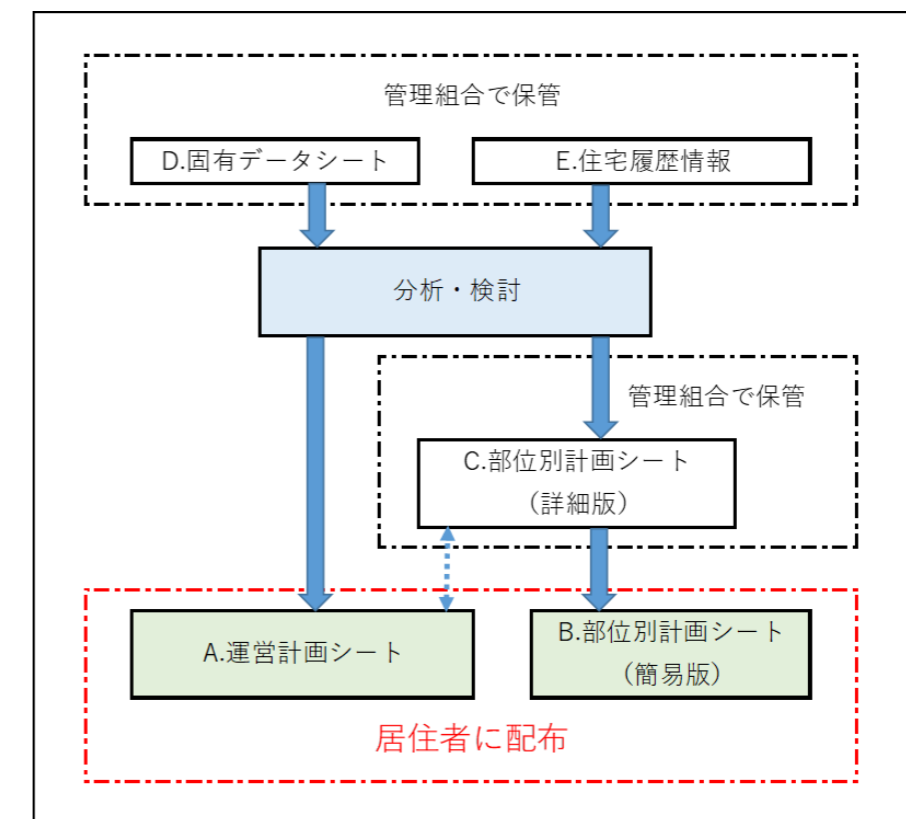 管理組合で保管
D.固有データシート
E.住宅履歴情報
分析・検討
管理組合で保管
C.部位別計画シート
（詳細版）
A.運営計画シート
B.部位別計画シート
（簡易版）
居住者に配布